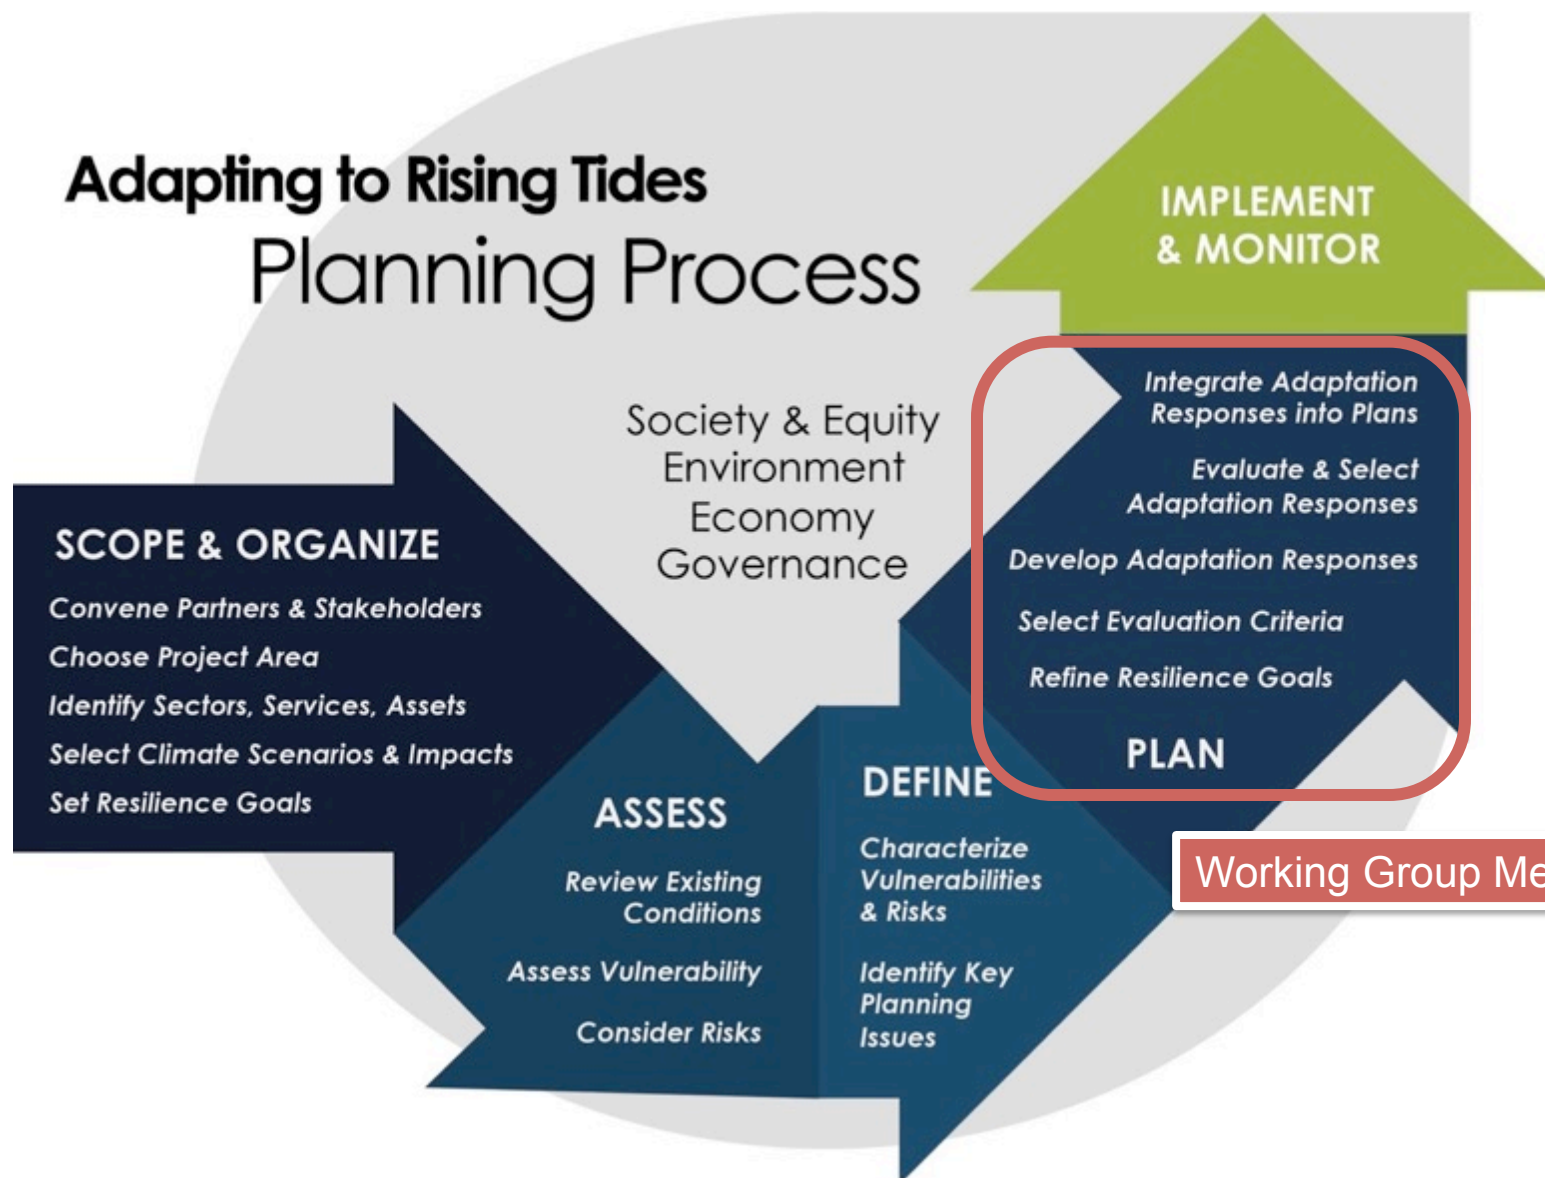 Adapting to Rising Tides
Planning Process
Society & Equity
Environment
Economy
Governance
SCOPE & ORGANIZE
Convene Partners & Stakeholders
Choose Project Area
Identify Sectors, Services, Assets
Select Climate Scenarios & Impacts
Set Resilience Goals
ASSESS
Review Existing
Conditions
Assess Vulnerability
Consider Risks
DEFINE
Characterize
Vulnerabilities
& Risks
Identify Key
Planning
Issues
IMPLEMENT
& MONITOR
Integrate Adaptation
Responses into Plans
Evaluate & Select
Adaptation Responses
Develop Adaptation Responses
Select Evaluation Criteria
Refine Resilience Goals
PLAN
Working Group